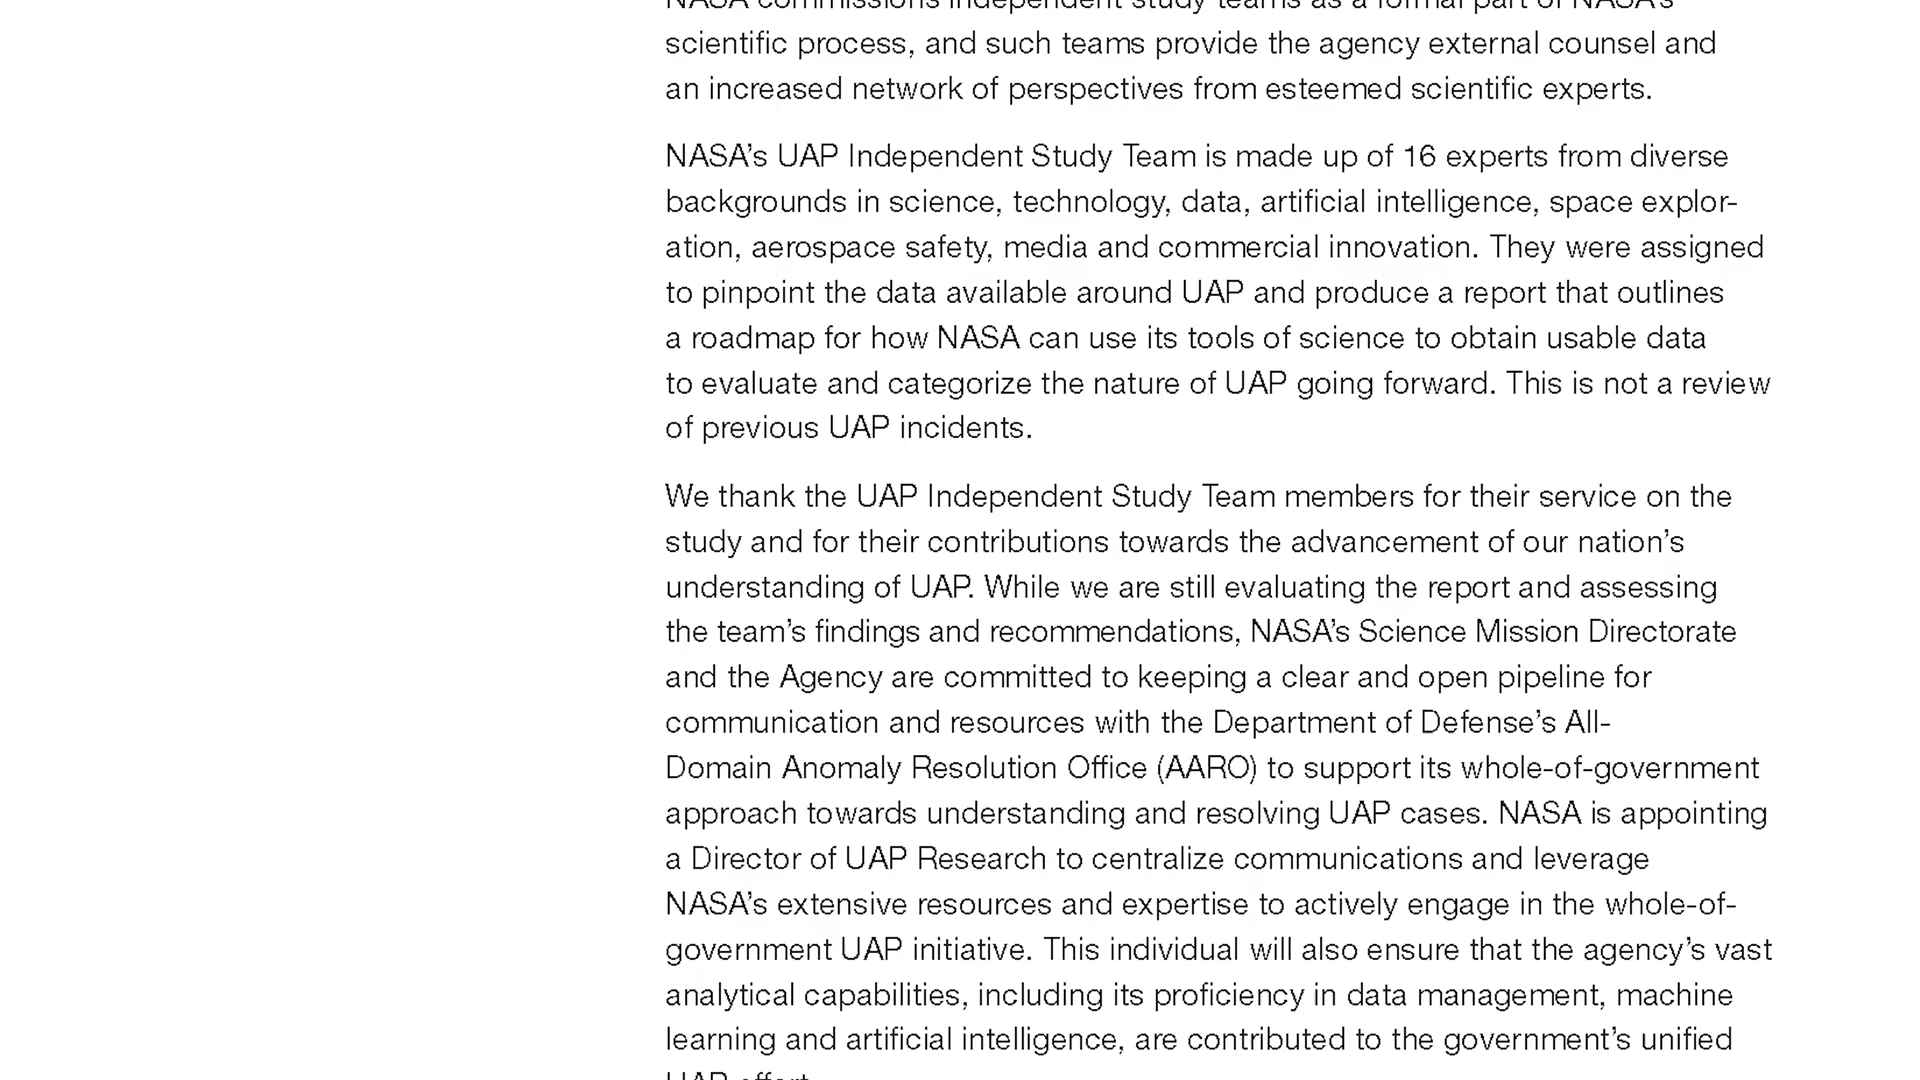 NASA commissions independent study teams as a formal part of NASA's
scientific process, and such teams provide the agency external counsel and
an increased network of perspectives from esteemed scientific experts.
NASA's UAP Independent Study Team is made up of 16 experts from diverse
backgrounds in science, technology, data, artificial intelligence, space explor-
ation, aerospace safety, media and commercial innovation. They were assigned
to pinpoint the data available around UAP and produce a report that outlines
a roadmap for how NASA can use its tools of science to obtain usable data
to evaluate and categorize the nature of UAP going forward. This is not a review
of previous UAP incidents.
We thank the UAP Independent Study Team members for their service on the
study and for their contributions towards the advancement of our nation's
understanding of UAP. While we are still evaluating the report and assessing
the team's findings and recommendations, NASA's Science Mission Directorate
and the Agency are committed to keeping a clear and open pipeline for
communication and resources with the Department of Defense's All-
Domain Anomaly Resolution Office (AARO) to support its whole-of-government
approach towards understanding and resolving UAP cases. NASA is appointing
a Director of UAP Research to centralize communications and leverage
NASA's extensive resources and expertise to actively engage in the whole-of-
government UAP initiative. This individual will also ensure that the agency's vast
analytical capabilities, including its proficiency in data management, machine
learning and artificial intelligence, are contributed to the government's unified
UAP effort.